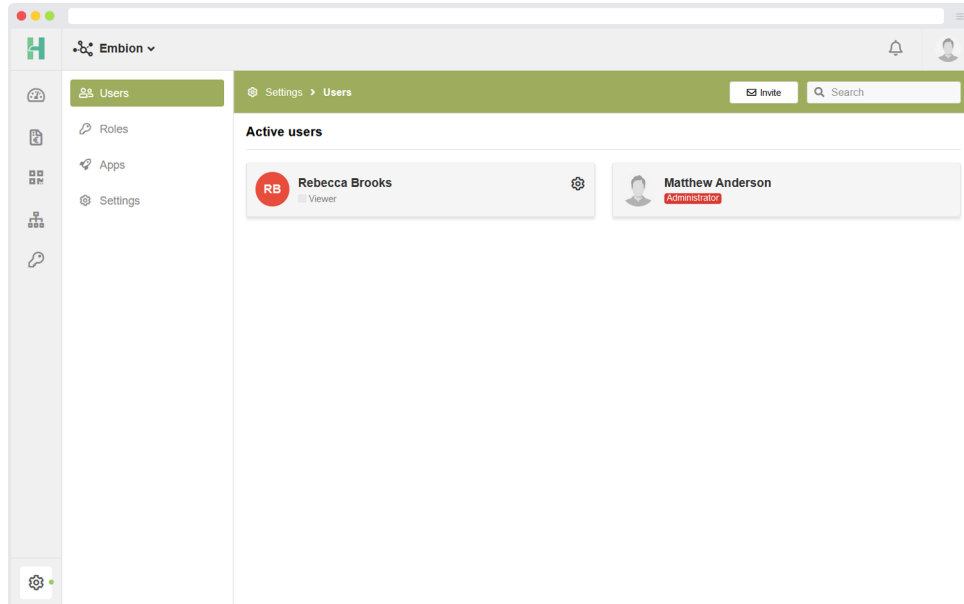 Embion
Users
Roles
Apps
Settings
Settings > Users
Invite
Search
Active users
RB
Rebecca Brooks
Viewer
Matthew Anderson
Administrator